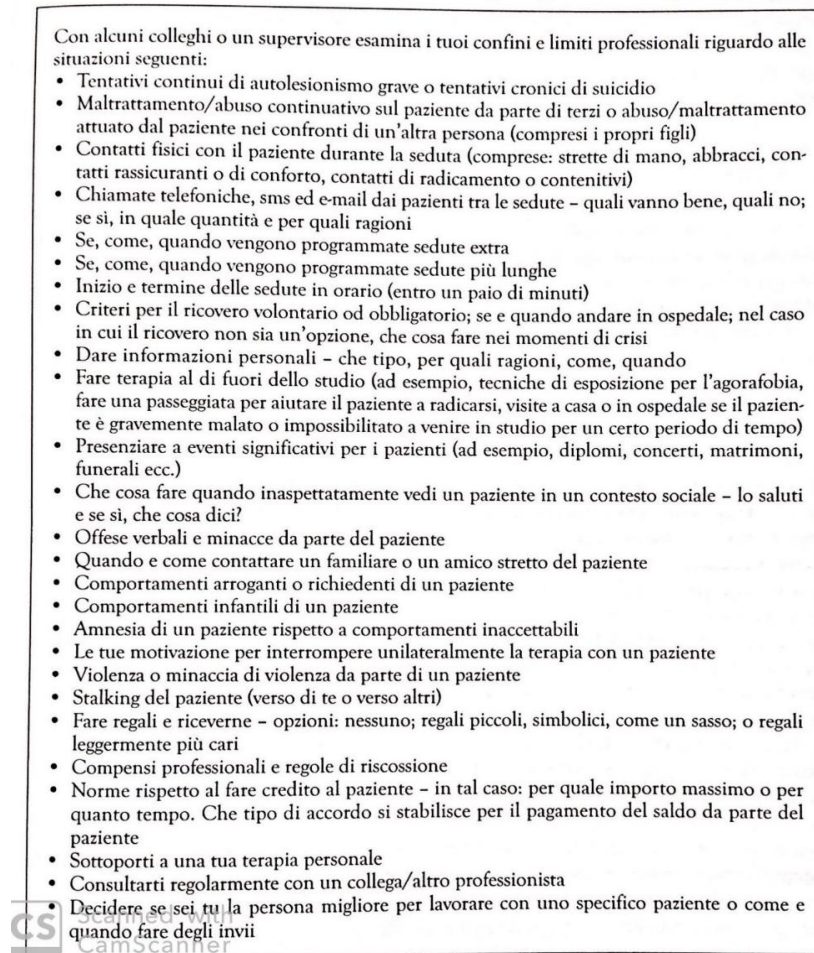 Con alcuni colleghi o un supervisore esamina i tuoi confini e limiti professionali riguardo alle
situazioni seguenti:
• Tentativi continui di autolesionismo grave o tentativi cronici di suicidio
• Maltrattamento/abuso continuativo sul paziente da parte di terzi o abuso/maltrattamento
attuato dal paziente nei confronti di un'altra persona (compresi i propri figli)
• Contatti fisici con il paziente durante la seduta (comprese: strette di mano, abbracci, con-
tatti rassicuranti o di conforto, contatti di radicamento o contenitivi)
• Chiamate telefoniche, sms ed e-mail dai pazienti tra le sedute – quali vanno bene, quali no;
se sì, in quale quantità e per quali ragioni
• Se, come, quando vengono programmate sedute extra
• Se, come, quando vengono programmate sedute più lunghe
• Inizio e termine delle sedute in orario (entro un paio di minuti)
• Criteri per il ricovero volontario od obbligatorio; se e quando andare in ospedale; nel caso
in cui il ricovero non sia un'opzione, che cosa fare nei momenti di crisi
• Dare informazioni personali – che tipo, per quali ragioni, come, quando
• Fare terapia al di fuori dello studio (ad esempio, tecniche di esposizione per l'agorafobia,
fare una passeggiata per aiutare il paziente a radicarsi, visite a casa o in ospedale se il pazien-
te è gravemente malato o impossibilitato a venire in studio per un certo periodo di tempo)
• Presenziare a eventi significativi per i pazienti (ad esempio, diplomi, concerti, matrimoni,
funerali ecc.)
• Che cosa fare quando inaspettatamente vedi un paziente in un contesto sociale – lo saluti
e se sì, che cosa dici?
• Offese verbali e minacce da parte del paziente
• Quando e come contattare un familiare o un amico stretto del paziente
• Comportamenti arroganti o richiedenti di un paziente
• Comportamenti infantili di un paziente
• Amnesia di un paziente rispetto a comportamenti inaccettabili
• Le tue motivazione per interrompere unilateralmente la terapia con un paziente
• Violenza o minaccia di violenza da parte di un paziente
• Stalking del paziente (verso di te o verso altri)
• Fare regali e riceverne – opzioni: nessuno; regali piccoli, simbolici, come un sasso; o regali
leggermente più cari
• Compensi professionali e regole di riscossione
• Norme rispetto al fare credito al paziente – in tal caso: per quale importo massimo o per
quanto tempo. Che tipo di accordo si stabilisce per il pagamento del saldo da parte del
paziente
• Sottoporti a una tua terapia personale
• Consultarti regolarmente con un collega/altro professionista
• Decidere se sei tu la persona migliore per lavorare con uno specifico paziente o come e
quando fare degli invii
CS Scanned with
CamScanner